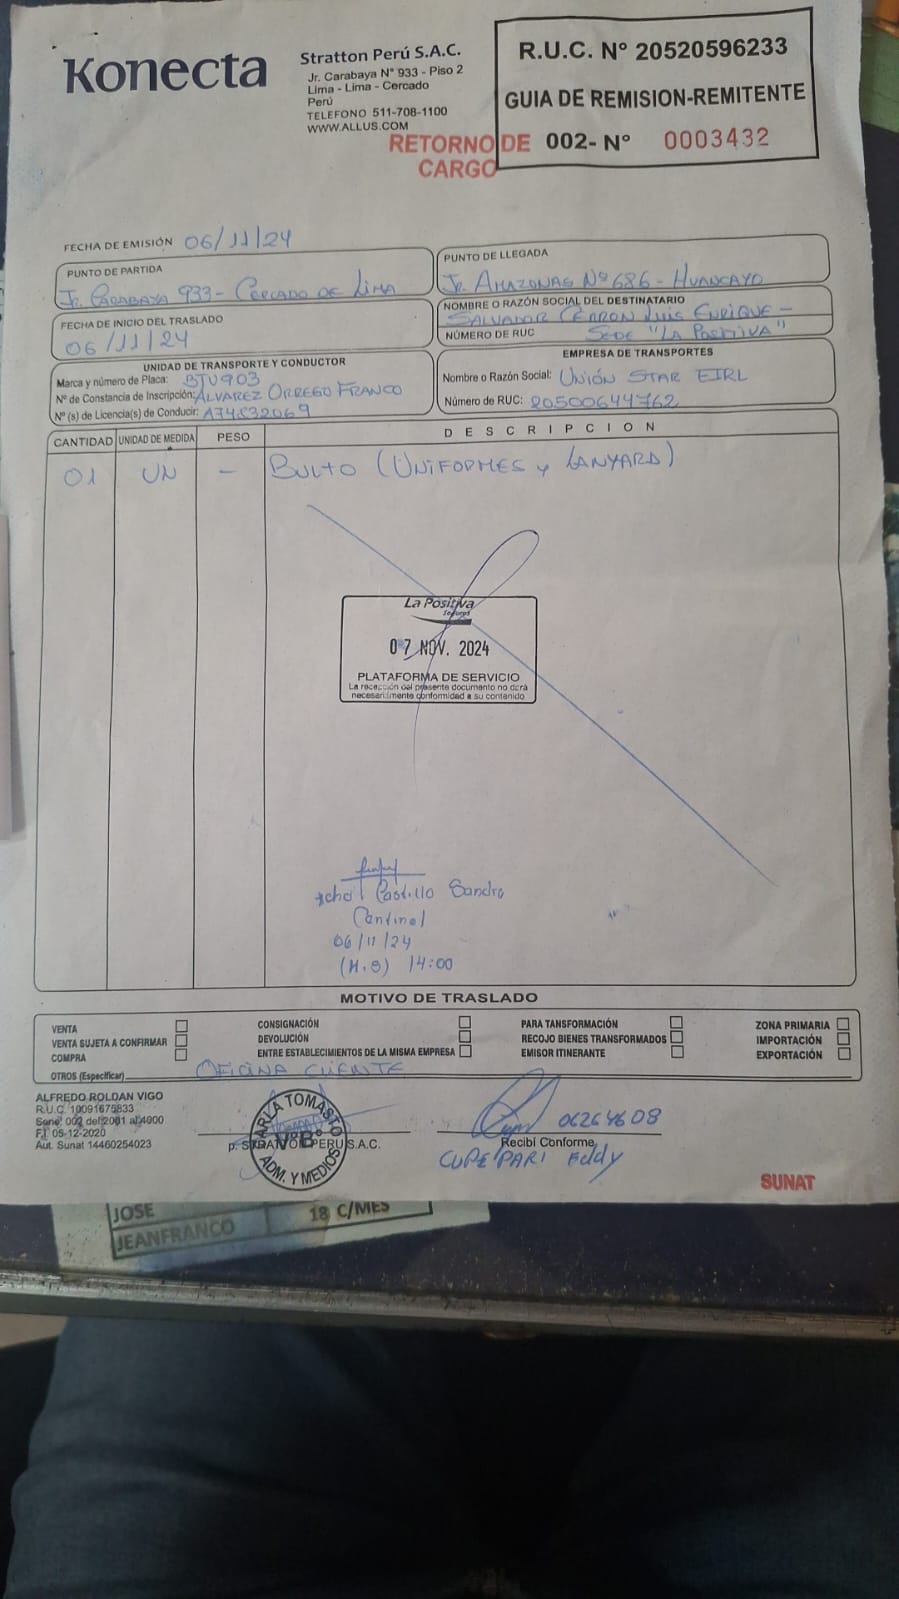 Konecta
Stratton Perú S.A.C.
Jr. Carabaya N° 933 - Piso 2
Lima - Lima - Cercado
Perú
TELEFONO 511-708-1100
WWW.ALLUS.COM
R.U.C. N° 20520596233
GUIA DE REMISION-REMITENTE
002- N° 0003432
RETORNO DE
CARGO
FECHA DE EMISIÓN 06/11/24
PUNTO DE PARTIDA
Jr. Carabaya 933 - Cercado de Lima
PUNTO DE LLEGADA
Jr. Amazonas N° 686 - Huancayo
FECHA DE INICIO DEL TRASLADO
06/11/24
NOMBRE O RAZÓN SOCIAL DEL DESTINATARIO
Salvador Cerron Luis Enrique -
NÚMERO DE RUC Sede "La Positiva"
UNIDAD DE TRANSPORTE Y CONDUCTOR
Marca y número de Placa: BTU903
N° de Constancia de Inscripción: Alvarez Orrego Franco
N° (s) de Licencia(s) de Conducir: A74832069
EMPRESA DE TRANSPORTES
Nombre o Razón Social: Unión Star EIRL
Número de RUC: 20500644762
CANTIDAD UNIDAD DE MEDIDA PESO DESCRIPCION
01 UN - Bulto (Uniformes y Lanyard)
La Positiva
Seguros
07 NOV. 2024
PLATAFORMA DE SERVICIO
La recepción del presente documento no dará
necesariamente conformidad a su contenido
Castillo Sandra
06/11/24
14:00
MOTIVO DE TRASLADO
VENTA
VENTA SUJETA A CONFIRMAR
COMPRA
OTROS (Especificar) Oficina Cliente
CONSIGNACIÓN
DEVOLUCIÓN
ENTRE ESTABLECIMIENTOS DE LA MISMA EMPRESA
PARA TANSFORMACIÓN
RECOJO BIENES TRANSFORMADOS
EMISOR ITINERANTE
ZONA PRIMARIA
IMPORTACIÓN
EXPORTACIÓN
ALFREDO ROLDAN VIGO
R.U.C. 10091675833
Serie 002 del 2001 al 4000
F.I. 05-12-2020
Aut. Sunat 14460254023
TOMASTO
V°B°
ADM. Y MEDIOS
p. STRATTON PERU S.A.C.
06264608
Recibí Conforme
Cupe Pari Eddy
SUNAT
JOSE 18 C/MES
JEANFRANCO